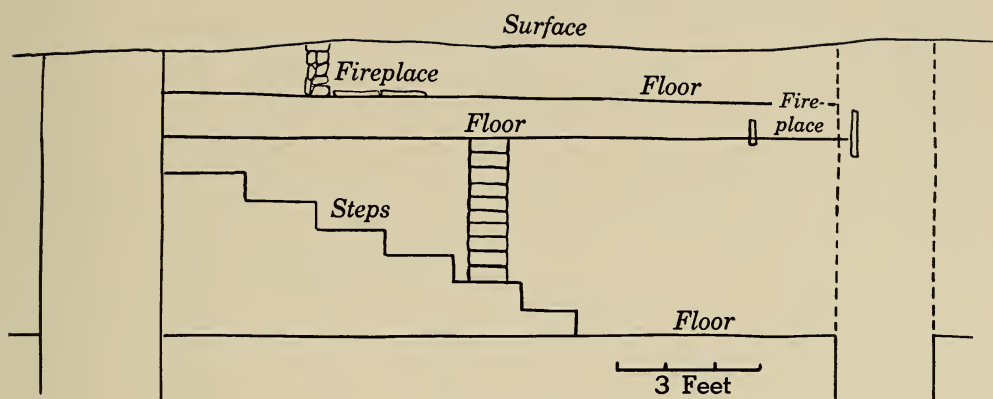 Surface
Fireplace
Floor
Fire-
place
Floor
Steps
Floor
3 Feet